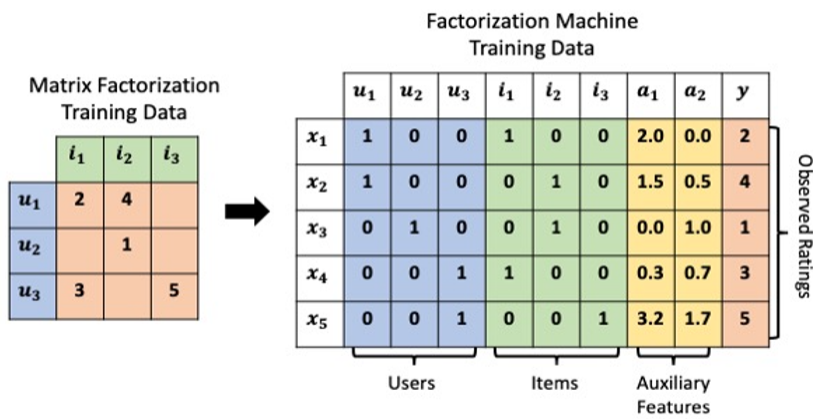 Factorization Machine
Training Data
Matrix Factorization
Training Data
i₁ i₂ i₃
u₁ 2 4
u₂ 1
u₃ 3 5
u₁ u₂ u₃ i₁ i₂ i₃ a₁ a₂ y
x₁ 1 0 0 1 0 0 2.0 0.0 2
x₂ 1 0 0 0 1 0 1.5 0.5 4
x₃ 0 1 0 0 1 0 0.0 1.0 1
x₄ 0 0 1 1 0 0 0.3 0.7 3
x₅ 0 0 1 0 0 1 3.2 1.7 5
Observed Ratings
Users Items Auxiliary
Features